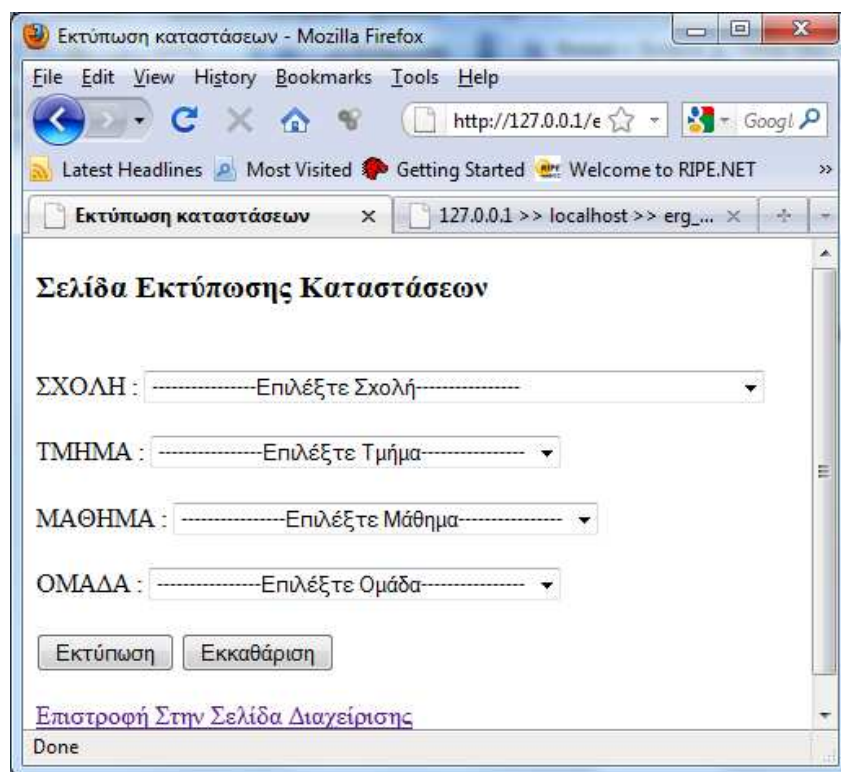 Εκτύπωση καταστάσεων - Mozilla Firefox
File Edit View History Bookmarks Tools Help
http://127.0.0.1/e Googl
Latest Headlines Most Visited Getting Started Welcome to RIPE.NET »
Εκτύπωση καταστάσεων 127.0.0.1 >> localhost >> erg_...
Σελίδα Εκτύπωσης Καταστάσεων
ΣΧΟΛΗ : ----------------Επιλέξτε Σχολή----------------
ΤΜΗΜΑ : ----------------Επιλέξτε Τμήμα----------------
ΜΑΘΗΜΑ : ----------------Επιλέξτε Μάθημα----------------
ΟΜΑΔΑ : ----------------Επιλέξτε Ομάδα----------------
Εκτύπωση Εκκαθάριση
Επιστροφή Στην Σελίδα Διαχείρισης
Done